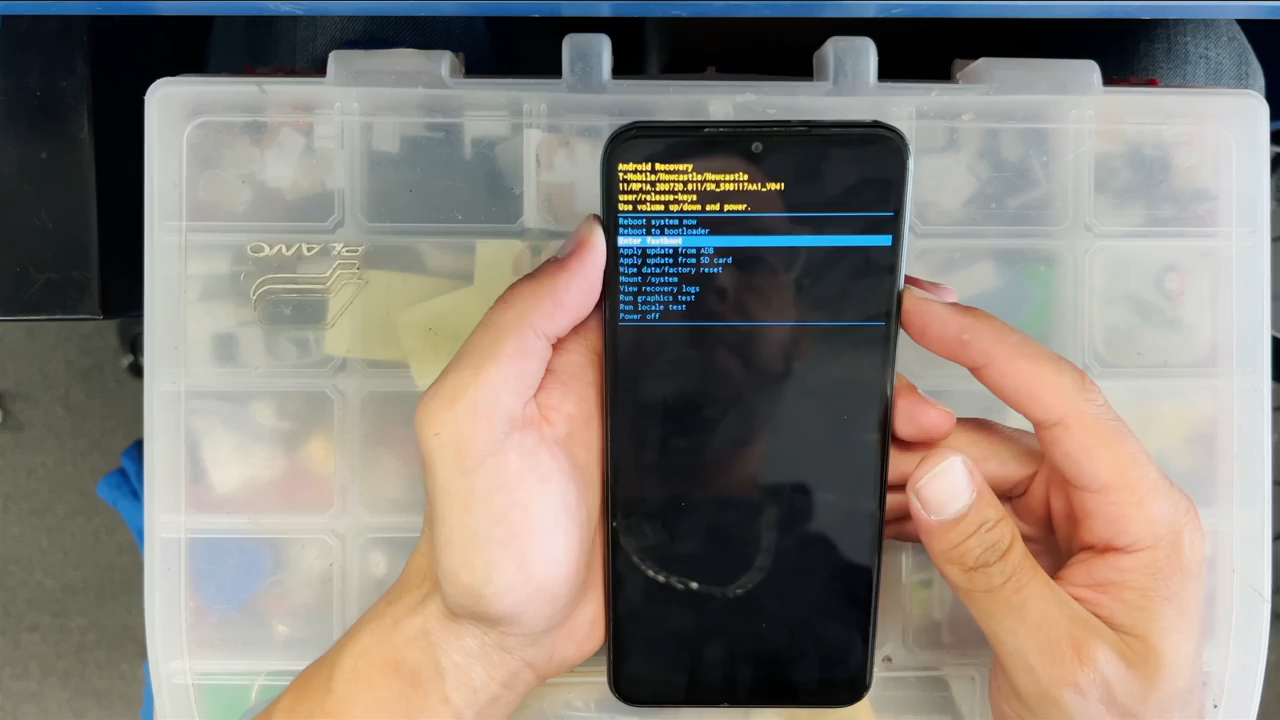 PLANO
Android Recovery
T-Mobile/Newcastle/Newcastle
11/RP1A.200720.011/SW_S98117AA1_V041
user/release-keys
Use volume up/down and power.
Reboot system now
Reboot to bootloader
Enter fastboot
Apply update from ADB
Apply update from SD card
Wipe data/factory reset
Mount /system
View recovery logs
Run graphics test
Run locale test
Power off